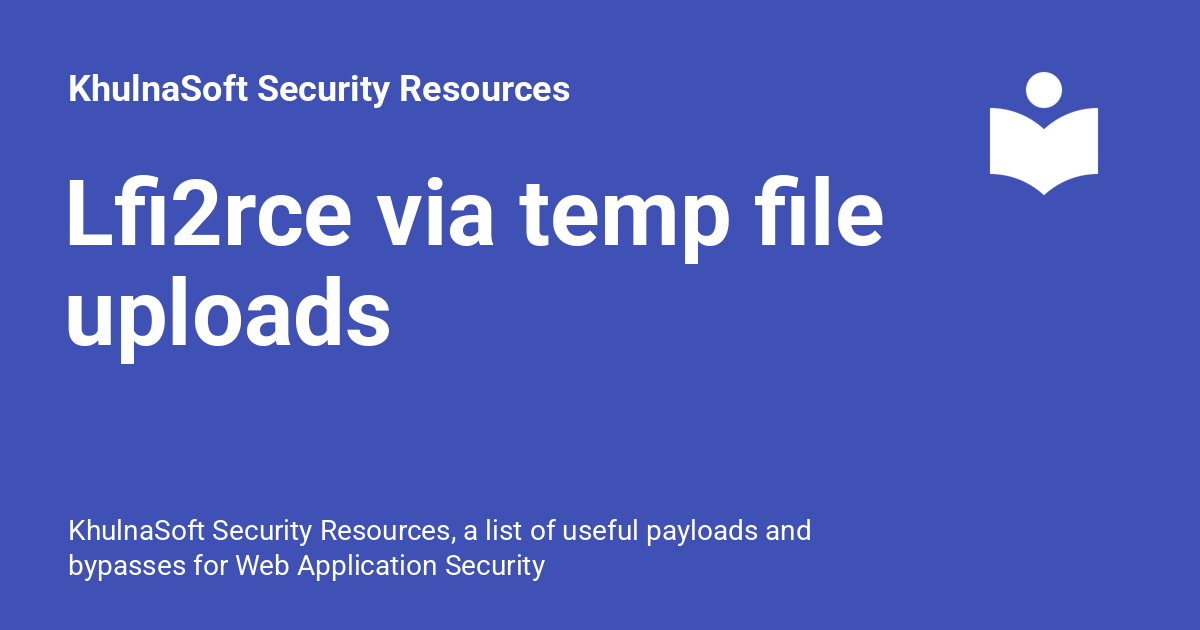 KhulnaSoft Security Resources
Lfi2rce via temp file
uploads
KhulnaSoft Security Resources, a list of useful payloads and
bypasses for Web Application Security